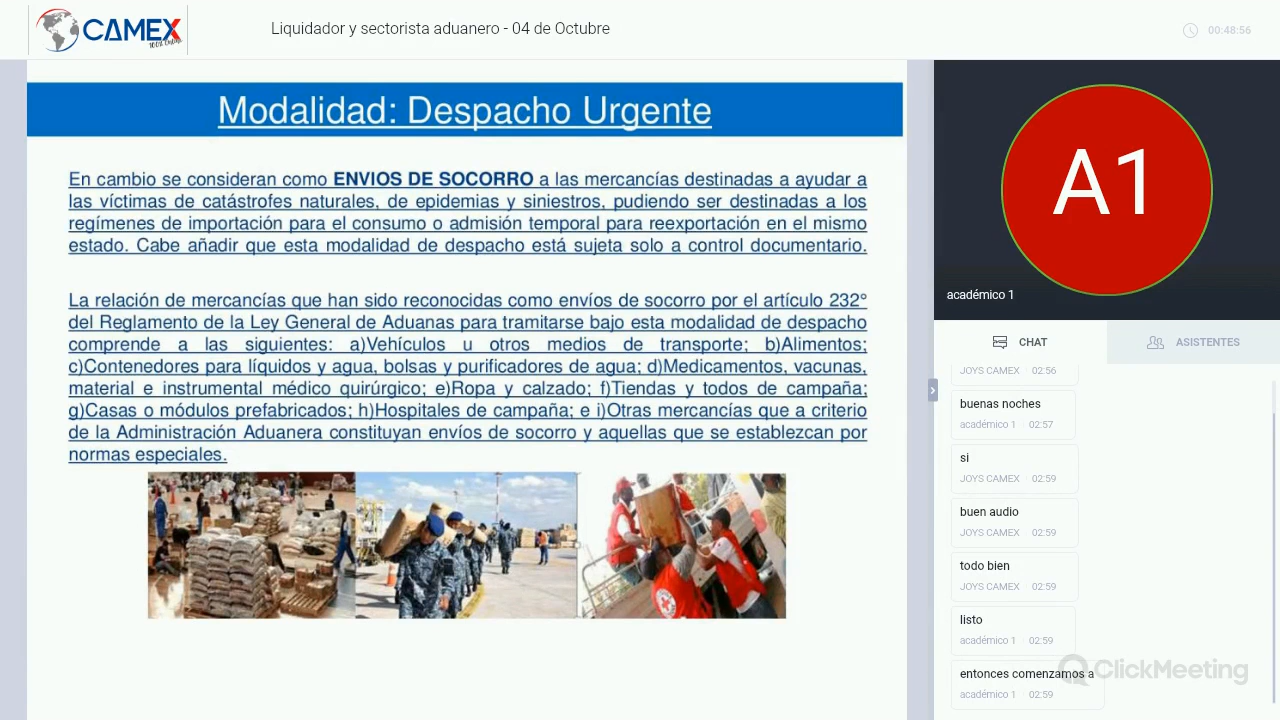 CAMEX
100% Online
Liquidador y sectorista aduanero - 04 de Octubre
00:48:56
Modalidad: Despacho Urgente
En cambio se consideran como ENVIOS DE SOCORRO a las mercancías destinadas a ayudar a
las víctimas de catástrofes naturales, de epidemias y siniestros, pudiendo ser destinadas a los
regímenes de importación para el consumo o admisión temporal para reexportación en el mismo
estado. Cabe añadir que esta modalidad de despacho está sujeta solo a control documentario.
La relación de mercancías que han sido reconocidas como envíos de socorro por el artículo 232°
del Reglamento de la Ley General de Aduanas para tramitarse bajo esta modalidad de despacho
comprende a las siguientes: a)Vehículos u otros medios de transporte; b)Alimentos;
c)Contenedores para líquidos y agua, bolsas y purificadores de agua; d)Medicamentos, vacunas,
material e instrumental médico quirúrgico; e)Ropa y calzado; f)Tiendas y todos de campaña;
g)Casas o módulos prefabricados; h)Hospitales de campaña; e i)Otras mercancías que a criterio
de la Administración Aduanera constituyan envíos de socorro y aquellas que se establezcan por
normas especiales.
A1
académico 1
CHAT
ASISTENTES
JOYS CAMEX 02:56
buenas noches
académico 1 02:57
si
JOYS CAMEX 02:59
buen audio
JOYS CAMEX 02:59
todo bien
JOYS CAMEX 02:59
listo
académico 1 02:59
entonces comenzamos a
académico 1 02:59
ClickMeeting